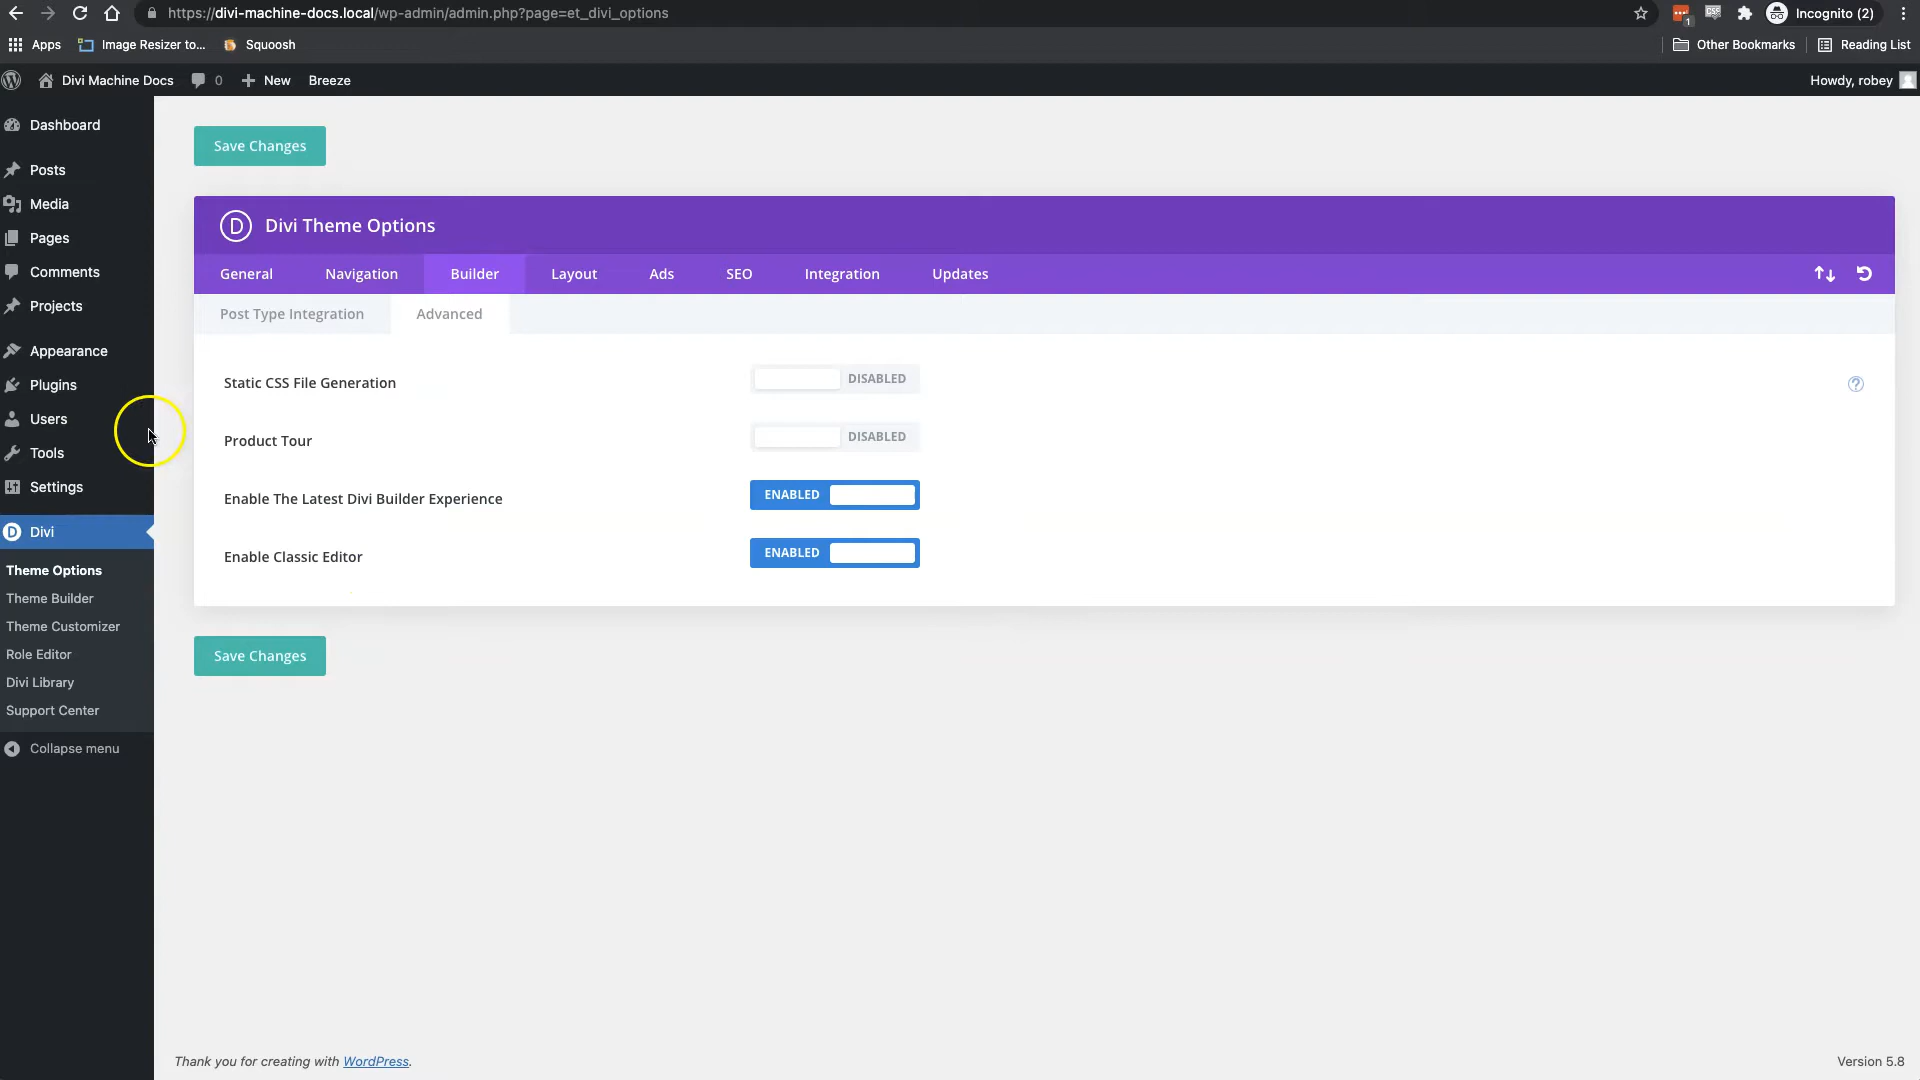 https://divi-machine-docs.local/wp-admin/admin.php?page=et_divi_options
1
CSF
Incognito (2)
Apps
Image Resizer to...
Squoosh
Other Bookmarks
Reading List
Divi Machine Docs
0
New
Breeze
Howdy, robey
Dashboard
Posts
Media
Pages
Comments
Projects
Appearance
Plugins
Users
Tools
Settings
D
Divi
Theme Options
Theme Builder
Theme Customizer
Role Editor
Divi Library
Support Center
Collapse menu
Save Changes
D
Divi Theme Options
General
Navigation
Builder
Layout
Ads
SEO
Integration
Updates
Post Type Integration
Advanced
Static CSS File Generation
DISABLED
?
Product Tour
DISABLED
Enable The Latest Divi Builder Experience
ENABLED
Enable Classic Editor
ENABLED
Save Changes
Thank you for creating with WordPress.
Version 5.8